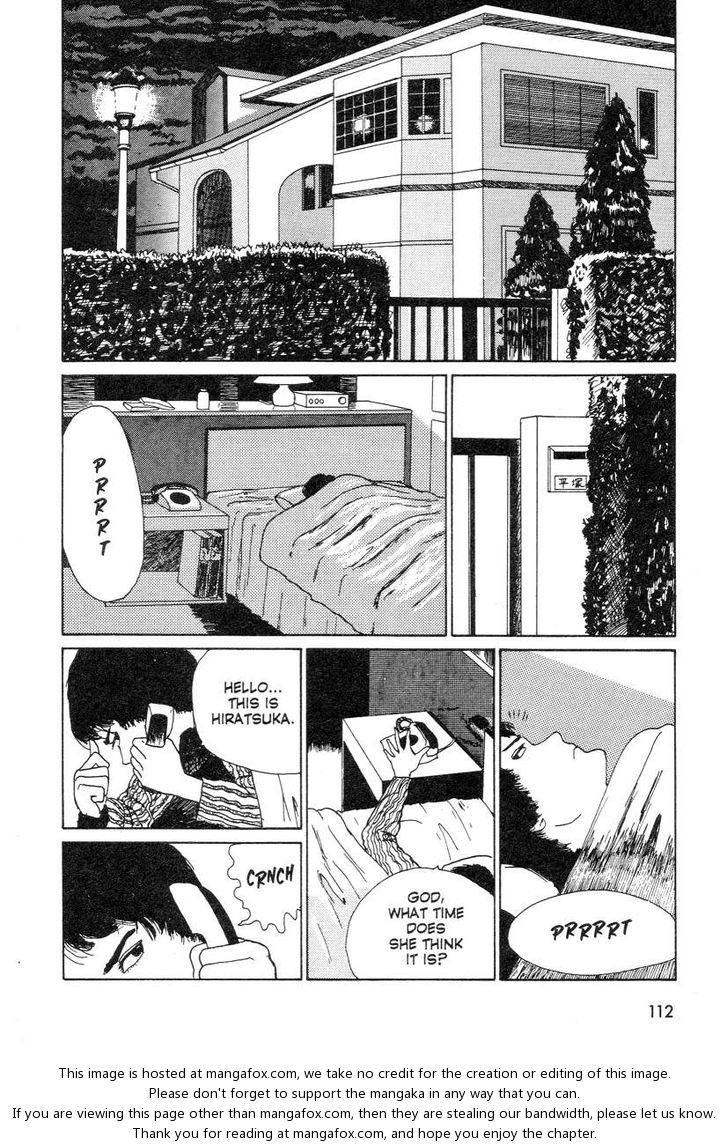 平塚
PRRRT
PRRRRT
GOD,
WHAT TIME
DOES
SHE THINK
IT IS?
HELLO...
THIS IS
HIRATSUKA.
CRNCH
112
This image is hosted at mangafox.com, we take no credit for the creation or editing of this image.
Please don't forget to support the mangaka in any way that you can.
If you are viewing this page other than mangafox.com, then they are stealing our bandwidth, please let us know.
Thank you for reading at mangafox.com, and hope you enjoy the chapter.